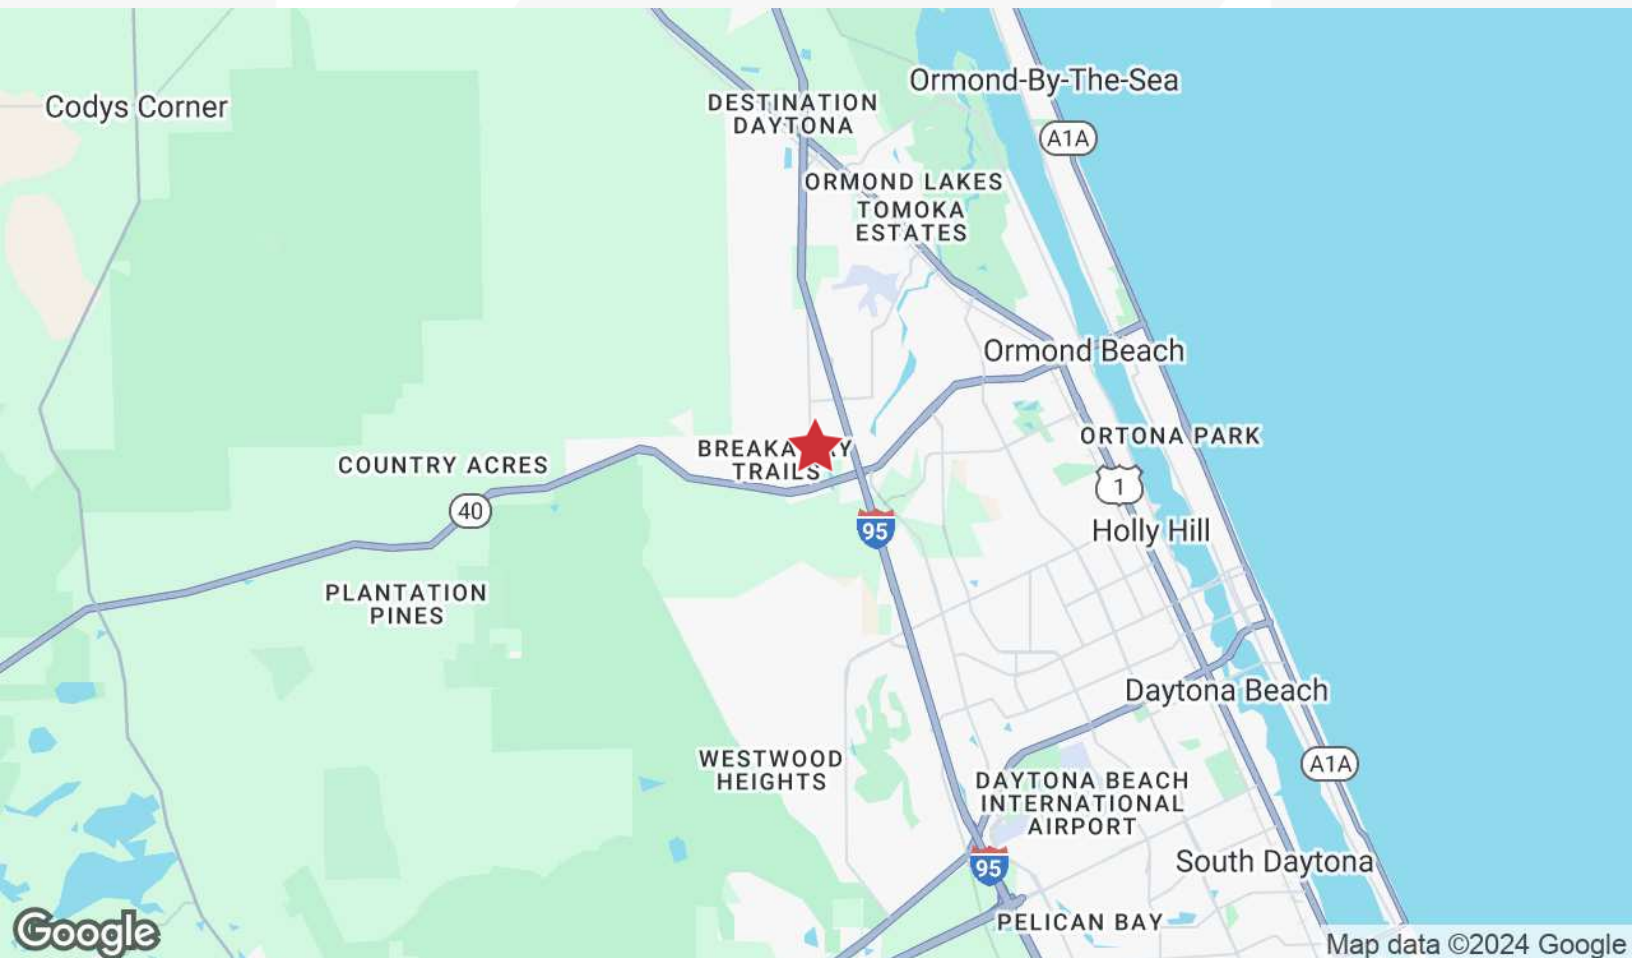 Ormond-By-The-Sea
Codys Corner
DESTINATION
DAYTONA
A1A
ORMOND LAKES
TOMOKA
ESTATES
Ormond Beach
ORTONA PARK
BREAKA Y
TRAILS
COUNTRY ACRES
1
40
95
Holly Hill
PLANTATION
PINES
Daytona Beach
WESTWOOD
HEIGHTS
A1A
DAYTONA BEACH
INTERNATIONAL
AIRPORT
South Daytona
95
PELICAN BAY
Google
Map data ©2024 Google